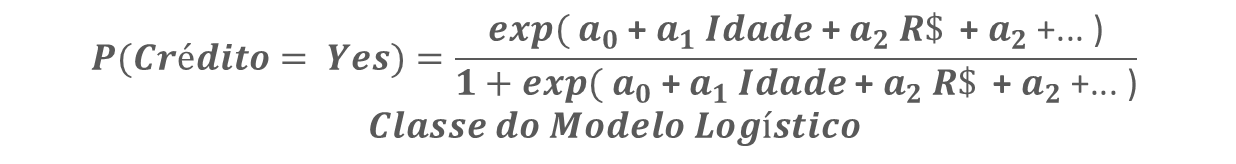 P(Crédito = Yes) = exp( a₀ + a₁ Idade + a₂ R$ + a₂ +... )
1 + exp( a₀ + a₁ Idade + a₂ R$ + a₂ +... )
Classe do Modelo Logístico